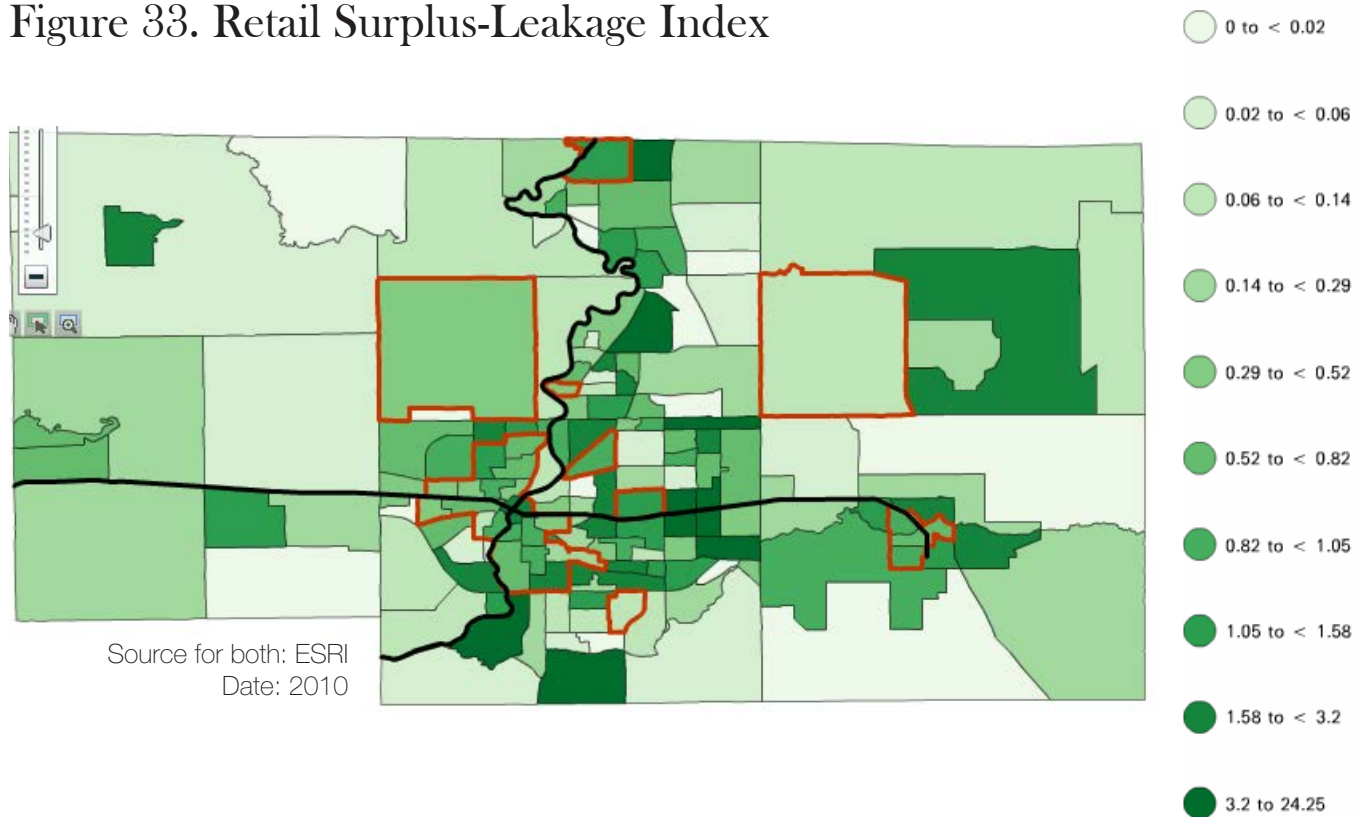 Figure 33. Retail Surplus-Leakage Index
0 to < 0.02
0.02 to < 0.06
0.06 to < 0.14
0.14 to < 0.29
0.29 to < 0.52
0.52 to < 0.82
0.82 to < 1.05
1.05 to < 1.58
1.58 to < 3.2
3.2 to 24.25
Source for both: ESRI
Date: 2010